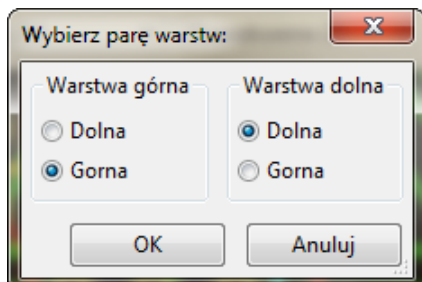 Wybierz parę warstw:
Warstwa górna
Warstwa dolna
Dolna
Dolna
Gorna
Gorna
OK
Anuluj